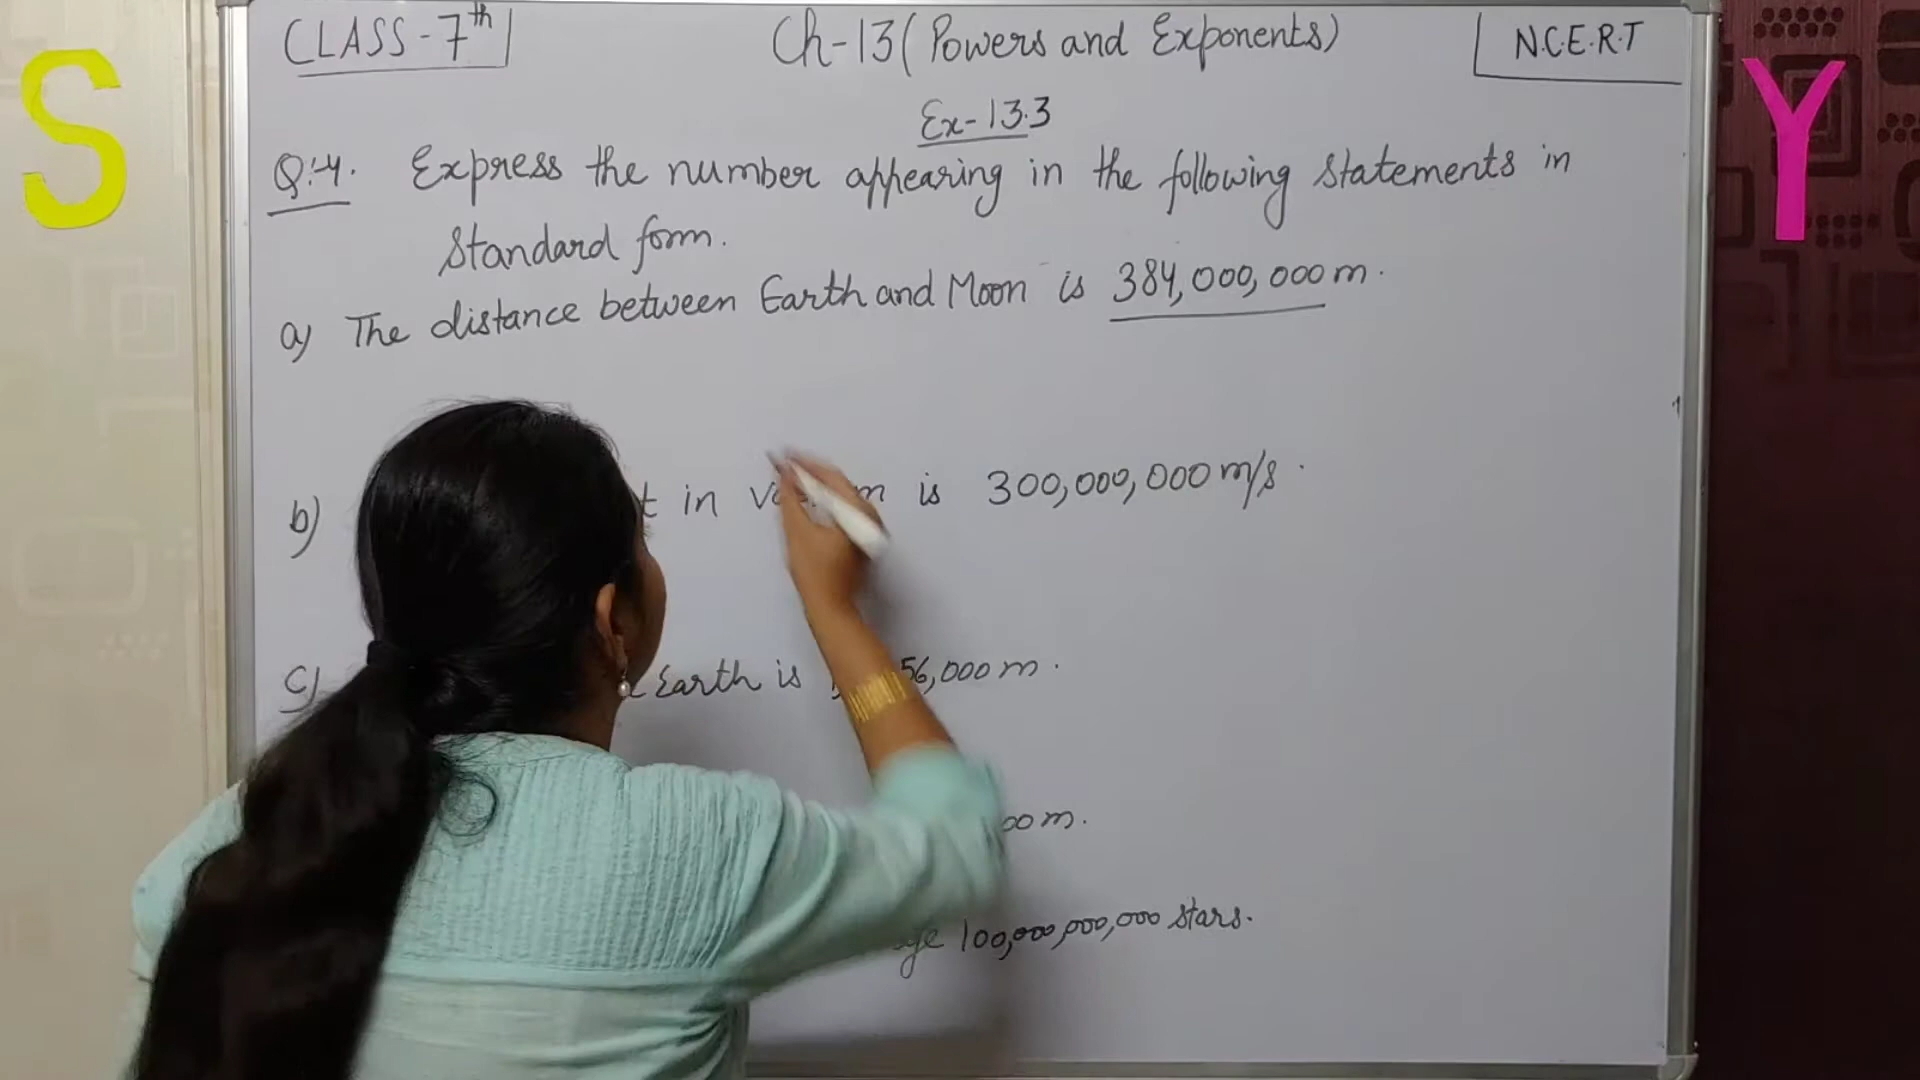 S
Y
CLASS-7th
Ch-13 (Powers and Exponents)
N.C.E.R.T
Ex-13.3
Q:-4. Express the number appearing in the following statements in
standard form.
a) The distance between Earth and Moon is 384,000,000 m.
b) in is 300,000,000 m/s.
c) Earth is 56,000 m.
00 m.
100,000,000,000 stars.